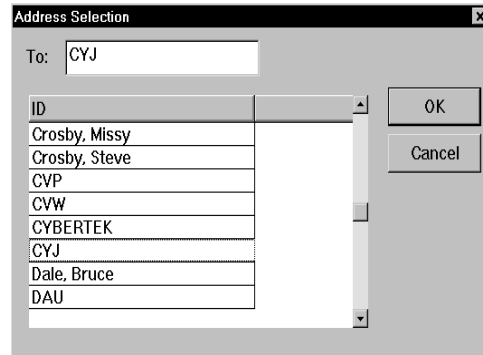 Address Selection
To: CYJ
ID
OK
Crosby, Missy
Crosby, Steve
Cancel
CVP
CVW
CYBERTEK
CYJ
Dale, Bruce
DAU